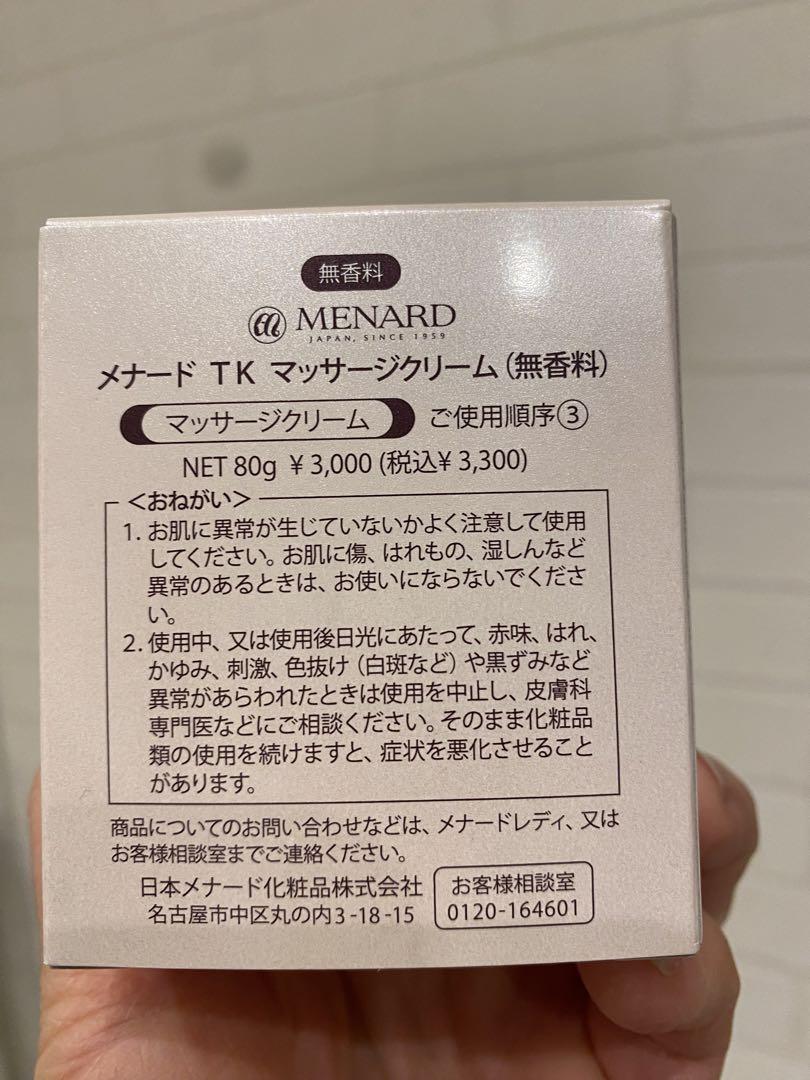 無香料
MENARD
JAPAN, SINCE 1959
メナード TK マッサージクリーム(無香料)
マッサージクリーム ご使用順序③
NET 80g ¥3,000(税込¥3,300)
<おねがい>
1. お肌に異常が生じていないかよく注意して使用
してください。お肌に傷、はれもの、湿しんなど
異常のあるときは、お使いにならないでくださ
い。
2. 使用中、又は使用後日光にあたって、赤味、はれ、
かゆみ、刺激、色抜け(白斑など)や黒ずみなど
異常があらわれたときは使用を中止し、皮膚科
専門医などにご相談ください。そのまま化粧品
類の使用を続けますと、症状を悪化させること
があります。
商品についてのお問い合わせなどは、メナードレディ、又は
お客様相談室までご連絡ください。
日本メナード化粧品株式会社
名古屋市中区丸の内3-18-15
お客様相談室
0120-164601